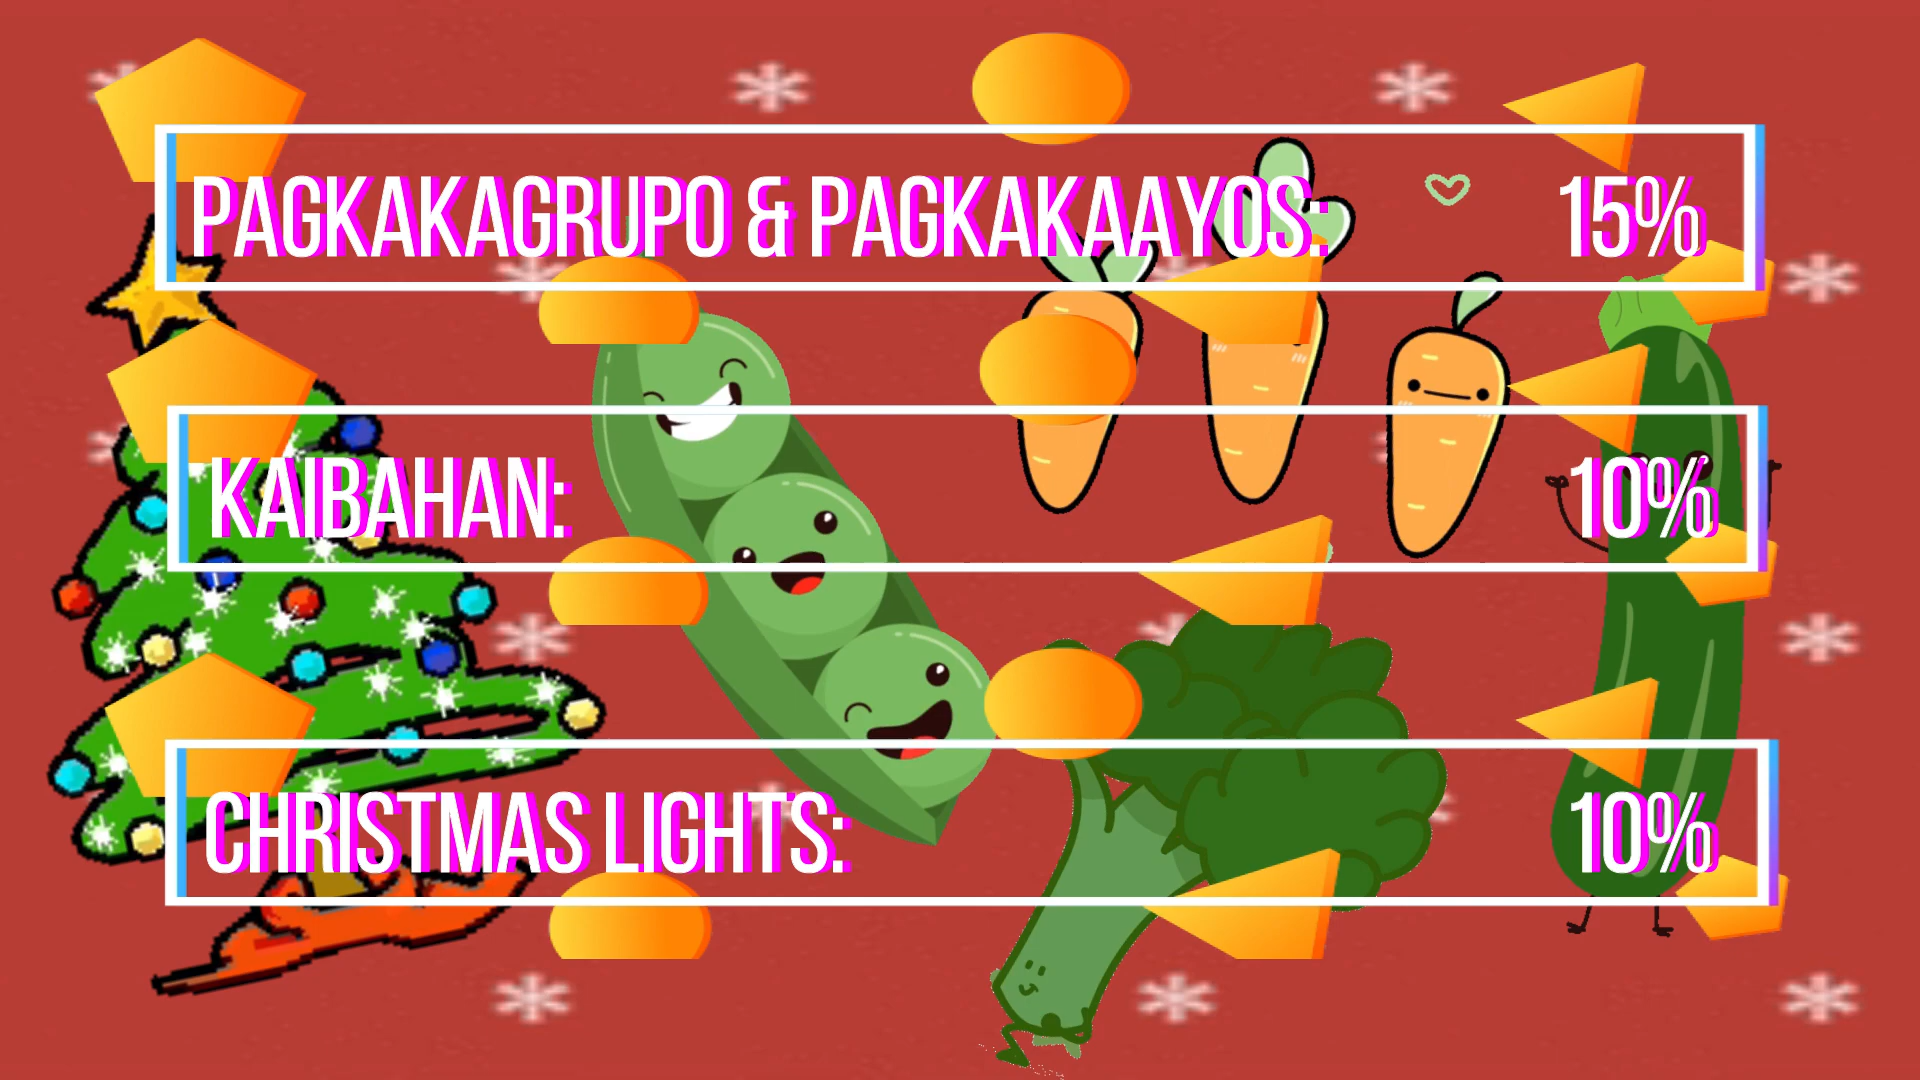 PAGKAKAGRUPO & PAGKAKAAYOS: 15%
KAIBAHAN: 10%
CHRISTMAS LIGHTS: 10%